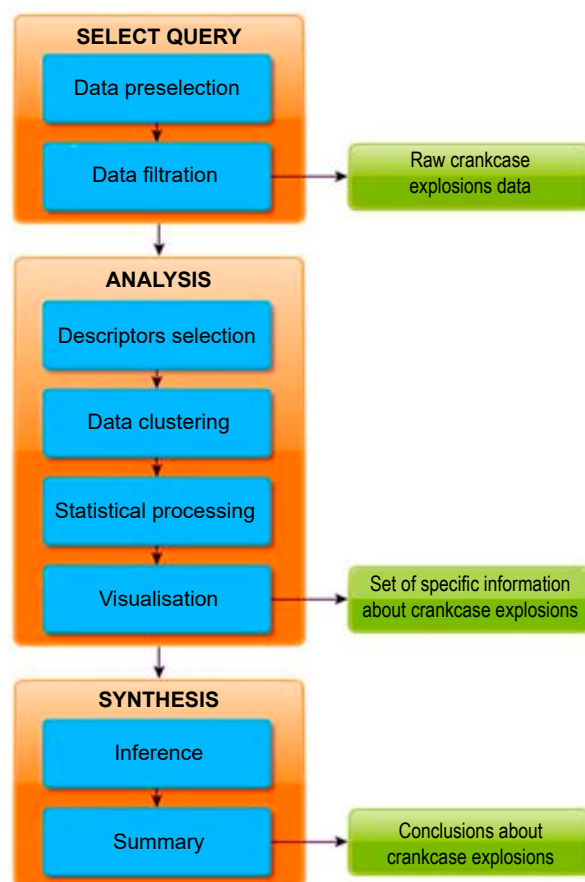 SELECT QUERY
Data preselection
Data filtration
Raw crankcase
explosions data
ANALYSIS
Descriptors selection
Data clustering
Statistical processing
Visualisation
Set of specific information
about crankcase explosions
SYNTHESIS
Inference
Summary
Conclusions about
crankcase explosions